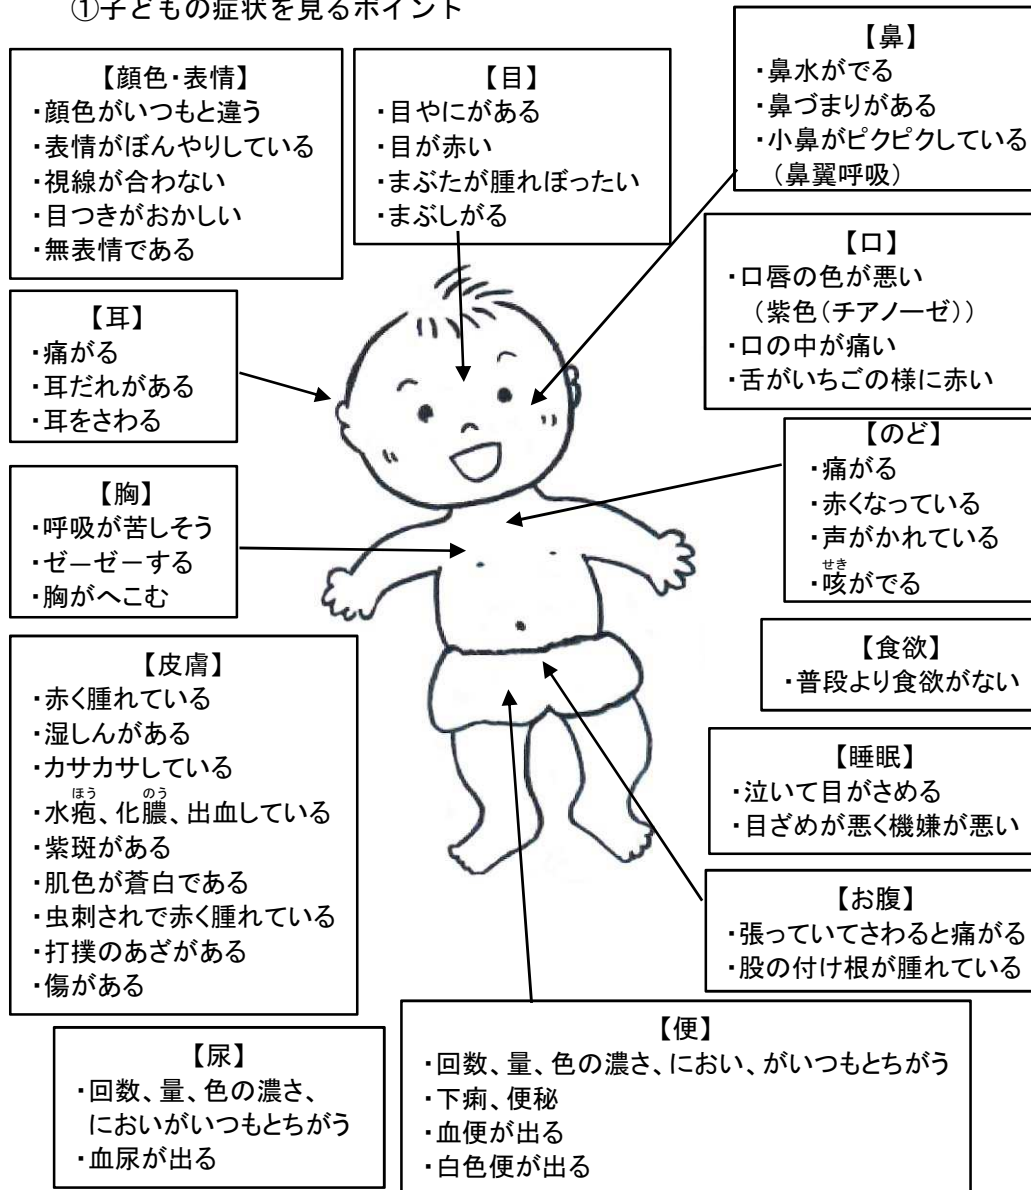 ①子どもの症状を見るポイント
【顔色・表情】
・顔色がいつもと違う
・表情がぼんやりしている
・視線が合わない
・目つきがおかしい
・無表情である
【目】
・目やにがある
・目が赤い
・まぶたが腫れぼったい
・まぶしがる
【鼻】
・鼻水がでる
・鼻づまりがある
・小鼻がピクピクしている
（鼻翼呼吸）
【口】
・口唇の色が悪い
（紫色（チアノーゼ））
・口の中が痛い
・舌がいちごの様に赤い
【耳】
・痛がる
・耳だれがある
・耳をさわる
【のど】
・痛がる
・赤くなっている
・声がかれている
せき
・咳がでる
【胸】
・呼吸が苦しそう
・ゼーゼーする
・胸がへこむ
【食欲】
・普段より食欲がない
【皮膚】
・赤く腫れている
・湿しんがある
・カサカサしている
ほう のう
・水疱、化膿、出血している
・紫斑がある
・肌色が蒼白である
・虫刺されで赤く腫れている
・打撲のあざがある
・傷がある
【睡眠】
・泣いて目がさめる
・目ざめが悪く機嫌が悪い
【お腹】
・張っていてさわると痛がる
・股の付け根が腫れている
【尿】
・回数、量、色の濃さ、
においがいつもとちがう
・血尿が出る
【便】
・回数、量、色の濃さ、におい、がいつもとちがう
・下痢、便秘
・血便が出る
・白色便が出る